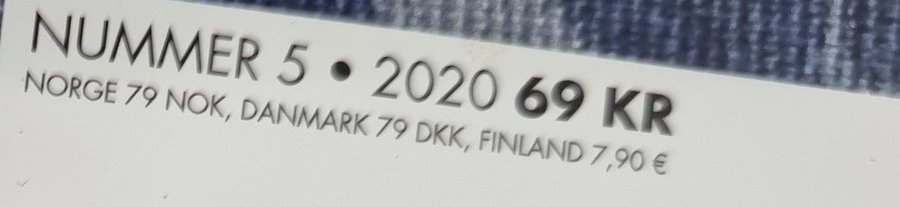 NUMMER 5 • 2020 69 KR
NORGE 79 NOK, DANMARK 79 DKK, FINLAND 7,90 €